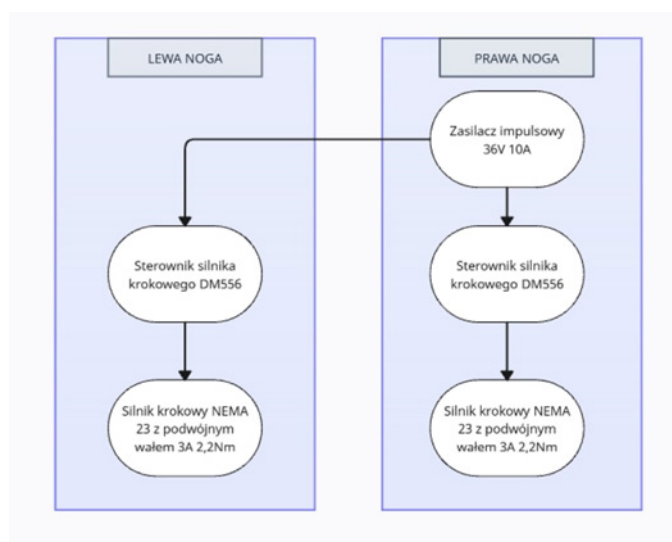 LEWA NOGA
PRAWA NOGA
Zasilacz impulsowy
36V 10A
Sterownik silnika
krokowego DM556
Sterownik silnika
krokowego DM556
Silnik krokowy NEMA
23 z podwójnym
wałem 3A 2,2Nm
Silnik krokowy NEMA
23 z podwójnym
wałem 3A 2,2Nm